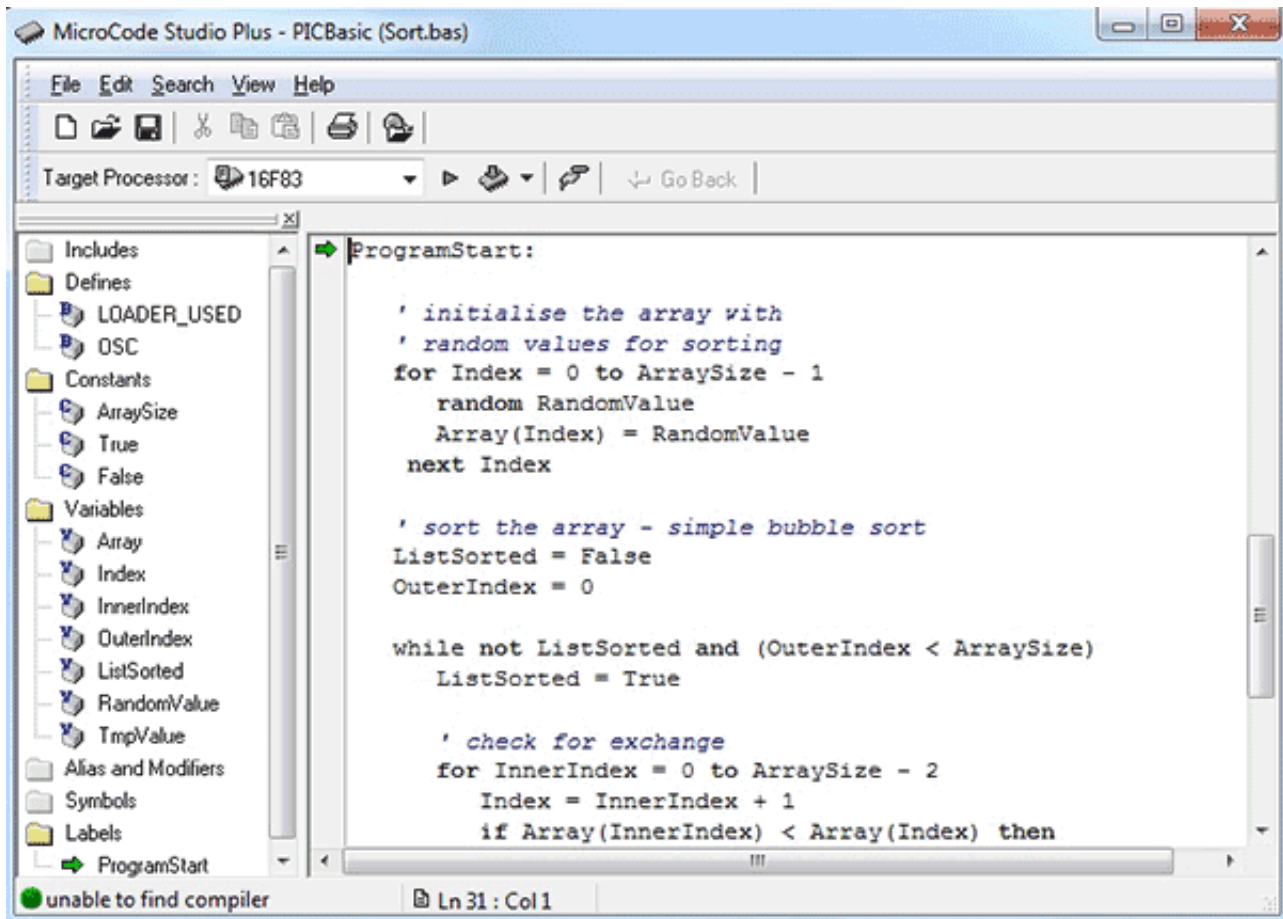 MicroCode Studio Plus - PICBasic (Sort.bas)
File Edit Search View Help
Target Processor: 16F83 Go Back
Includes
Defines
LOADER_USED
OSC
Constants
ArraySize
True
False
Variables
Array
Index
InnerIndex
OuterIndex
ListSorted
RandomValue
TmpValue
Alias and Modifiers
Symbols
Labels
ProgramStart
ProgramStart:
' initialise the array with
' random values for sorting
for Index = 0 to ArraySize - 1
random RandomValue
Array(Index) = RandomValue
next Index
' sort the array - simple bubble sort
ListSorted = False
OuterIndex = 0
while not ListSorted and (OuterIndex < ArraySize)
ListSorted = True
' check for exchange
for InnerIndex = 0 to ArraySize - 2
Index = InnerIndex + 1
if Array(InnerIndex) < Array(Index) then
unable to find compiler Ln 31 : Col 1